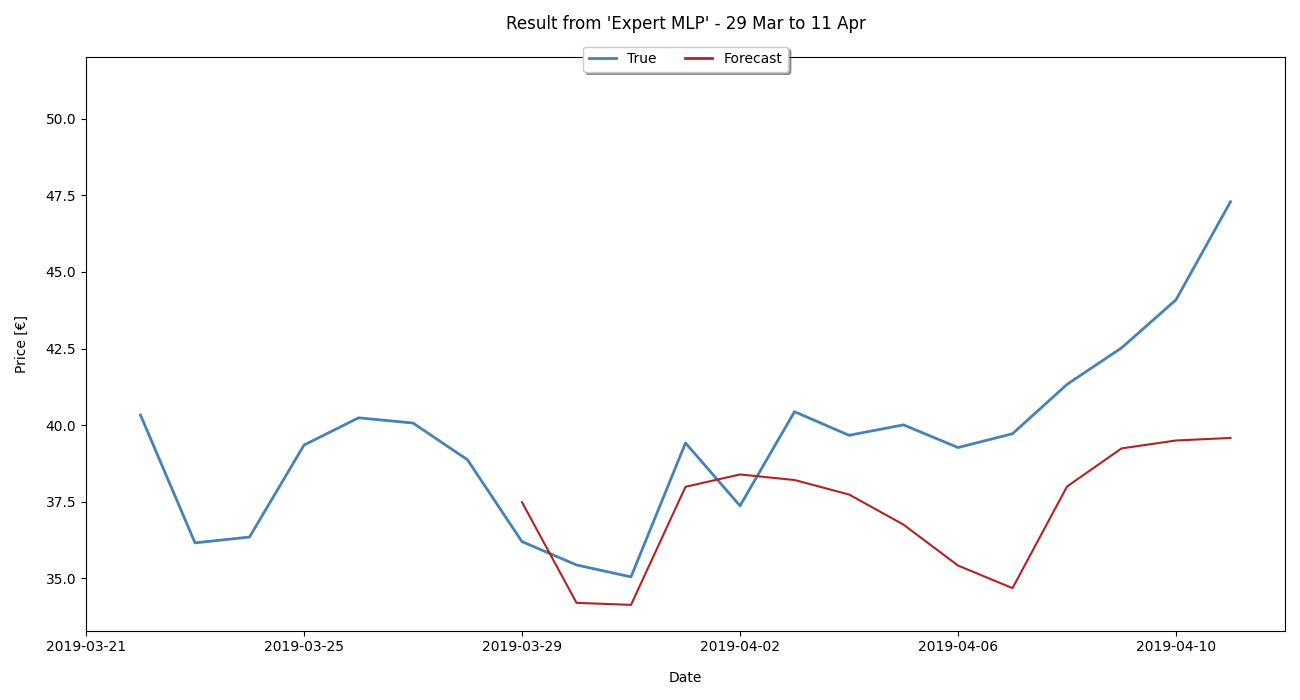 Result from 'Expert MLP' - 29 Mar to 11 Apr
True Forecast
50.0
47.5
45.0
42.5
40.0
37.5
35.0
Price [€]
2019-03-21 2019-03-25 2019-03-29 2019-04-02 2019-04-06 2019-04-10
Date